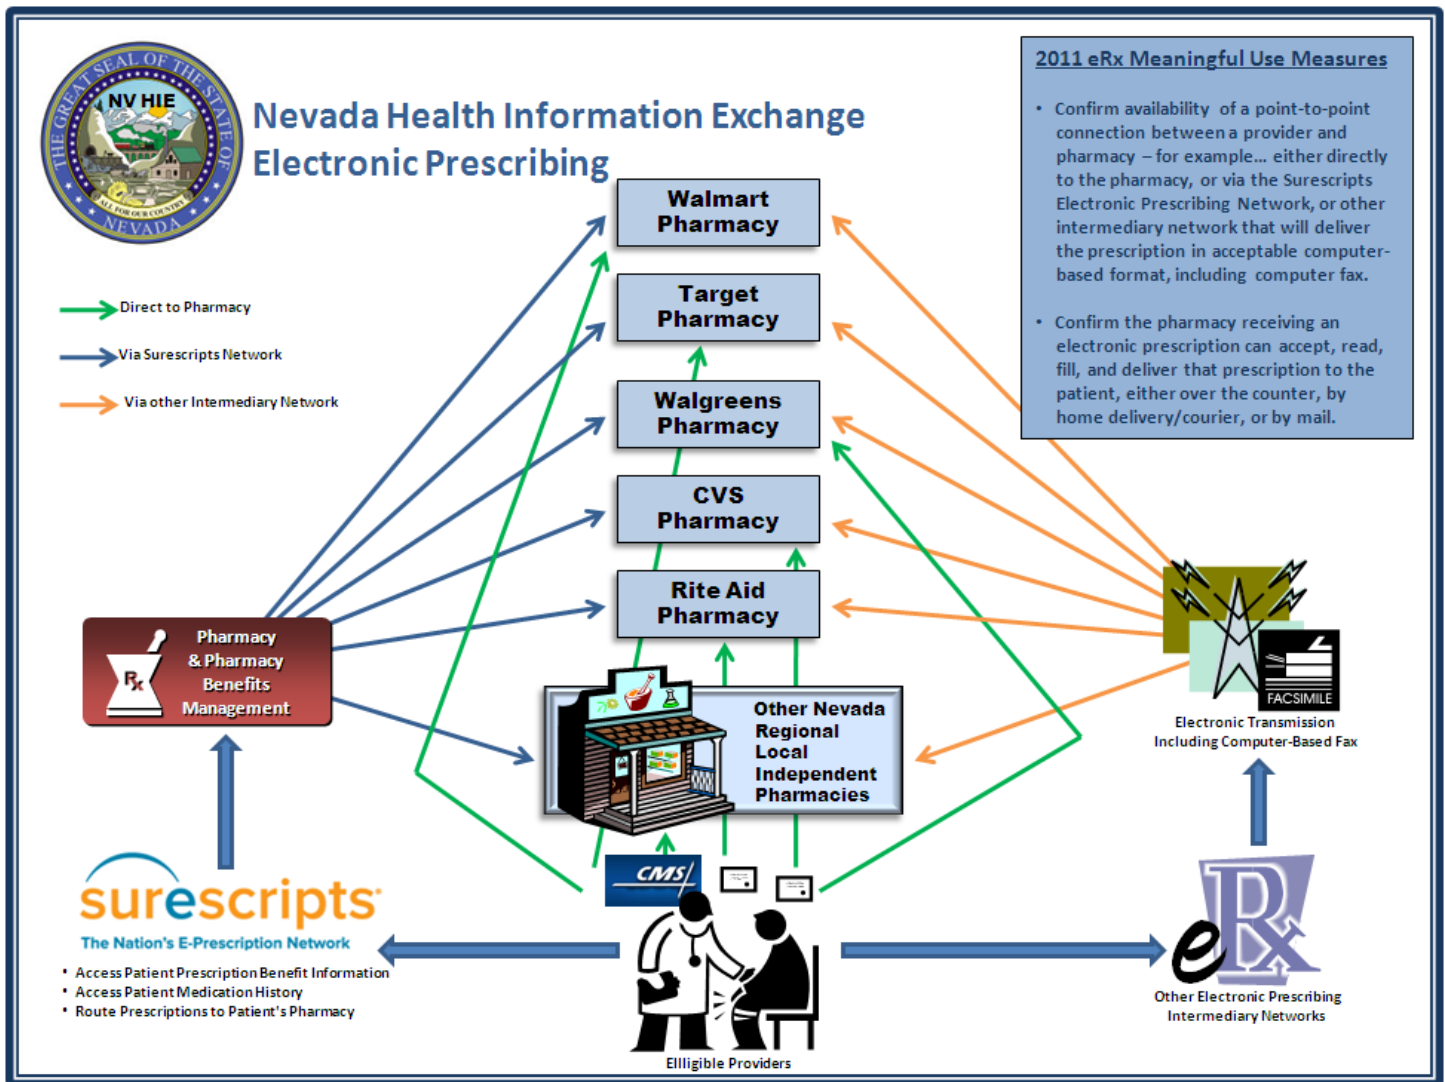 THE GREAT SEAL OF THE STATE OF
NEVADA
NV HIE
ALL FOR OUR COUNTRY
Nevada Health Information Exchange
Electronic Prescribing
2011 eRx Meaningful Use Measures
• Confirm availability of a point-to-point
connection between a provider and
pharmacy – for example... either directly
to the pharmacy, or via the Surescripts
Electronic Prescribing Network, or other
intermediary network that will deliver
the prescription in acceptable computer-
based format, including computer fax.
• Confirm the pharmacy receiving an
electronic prescription can accept, read,
fill, and deliver that prescription to the
patient, either over the counter, by
home delivery/courier, or by mail.
Direct to Pharmacy
Via Surescripts Network
Via other Intermediary Network
Walmart
Pharmacy
Target
Pharmacy
Walgreens
Pharmacy
CVS
Pharmacy
Rite Aid
Pharmacy
Other Nevada
Regional
Local
Independent
Pharmacies
Rx
Pharmacy
& Pharmacy
Benefits
Management
FACSIMILE
Electronic Transmission
Including Computer-Based Fax
surescripts
The Nation's E-Prescription Network
• Access Patient Prescription Benefit Information
• Access Patient Medication History
• Route Prescriptions to Patient's Pharmacy
CMS
Ellligible Providers
eRx
Other Electronic Prescribing
Intermediary Networks